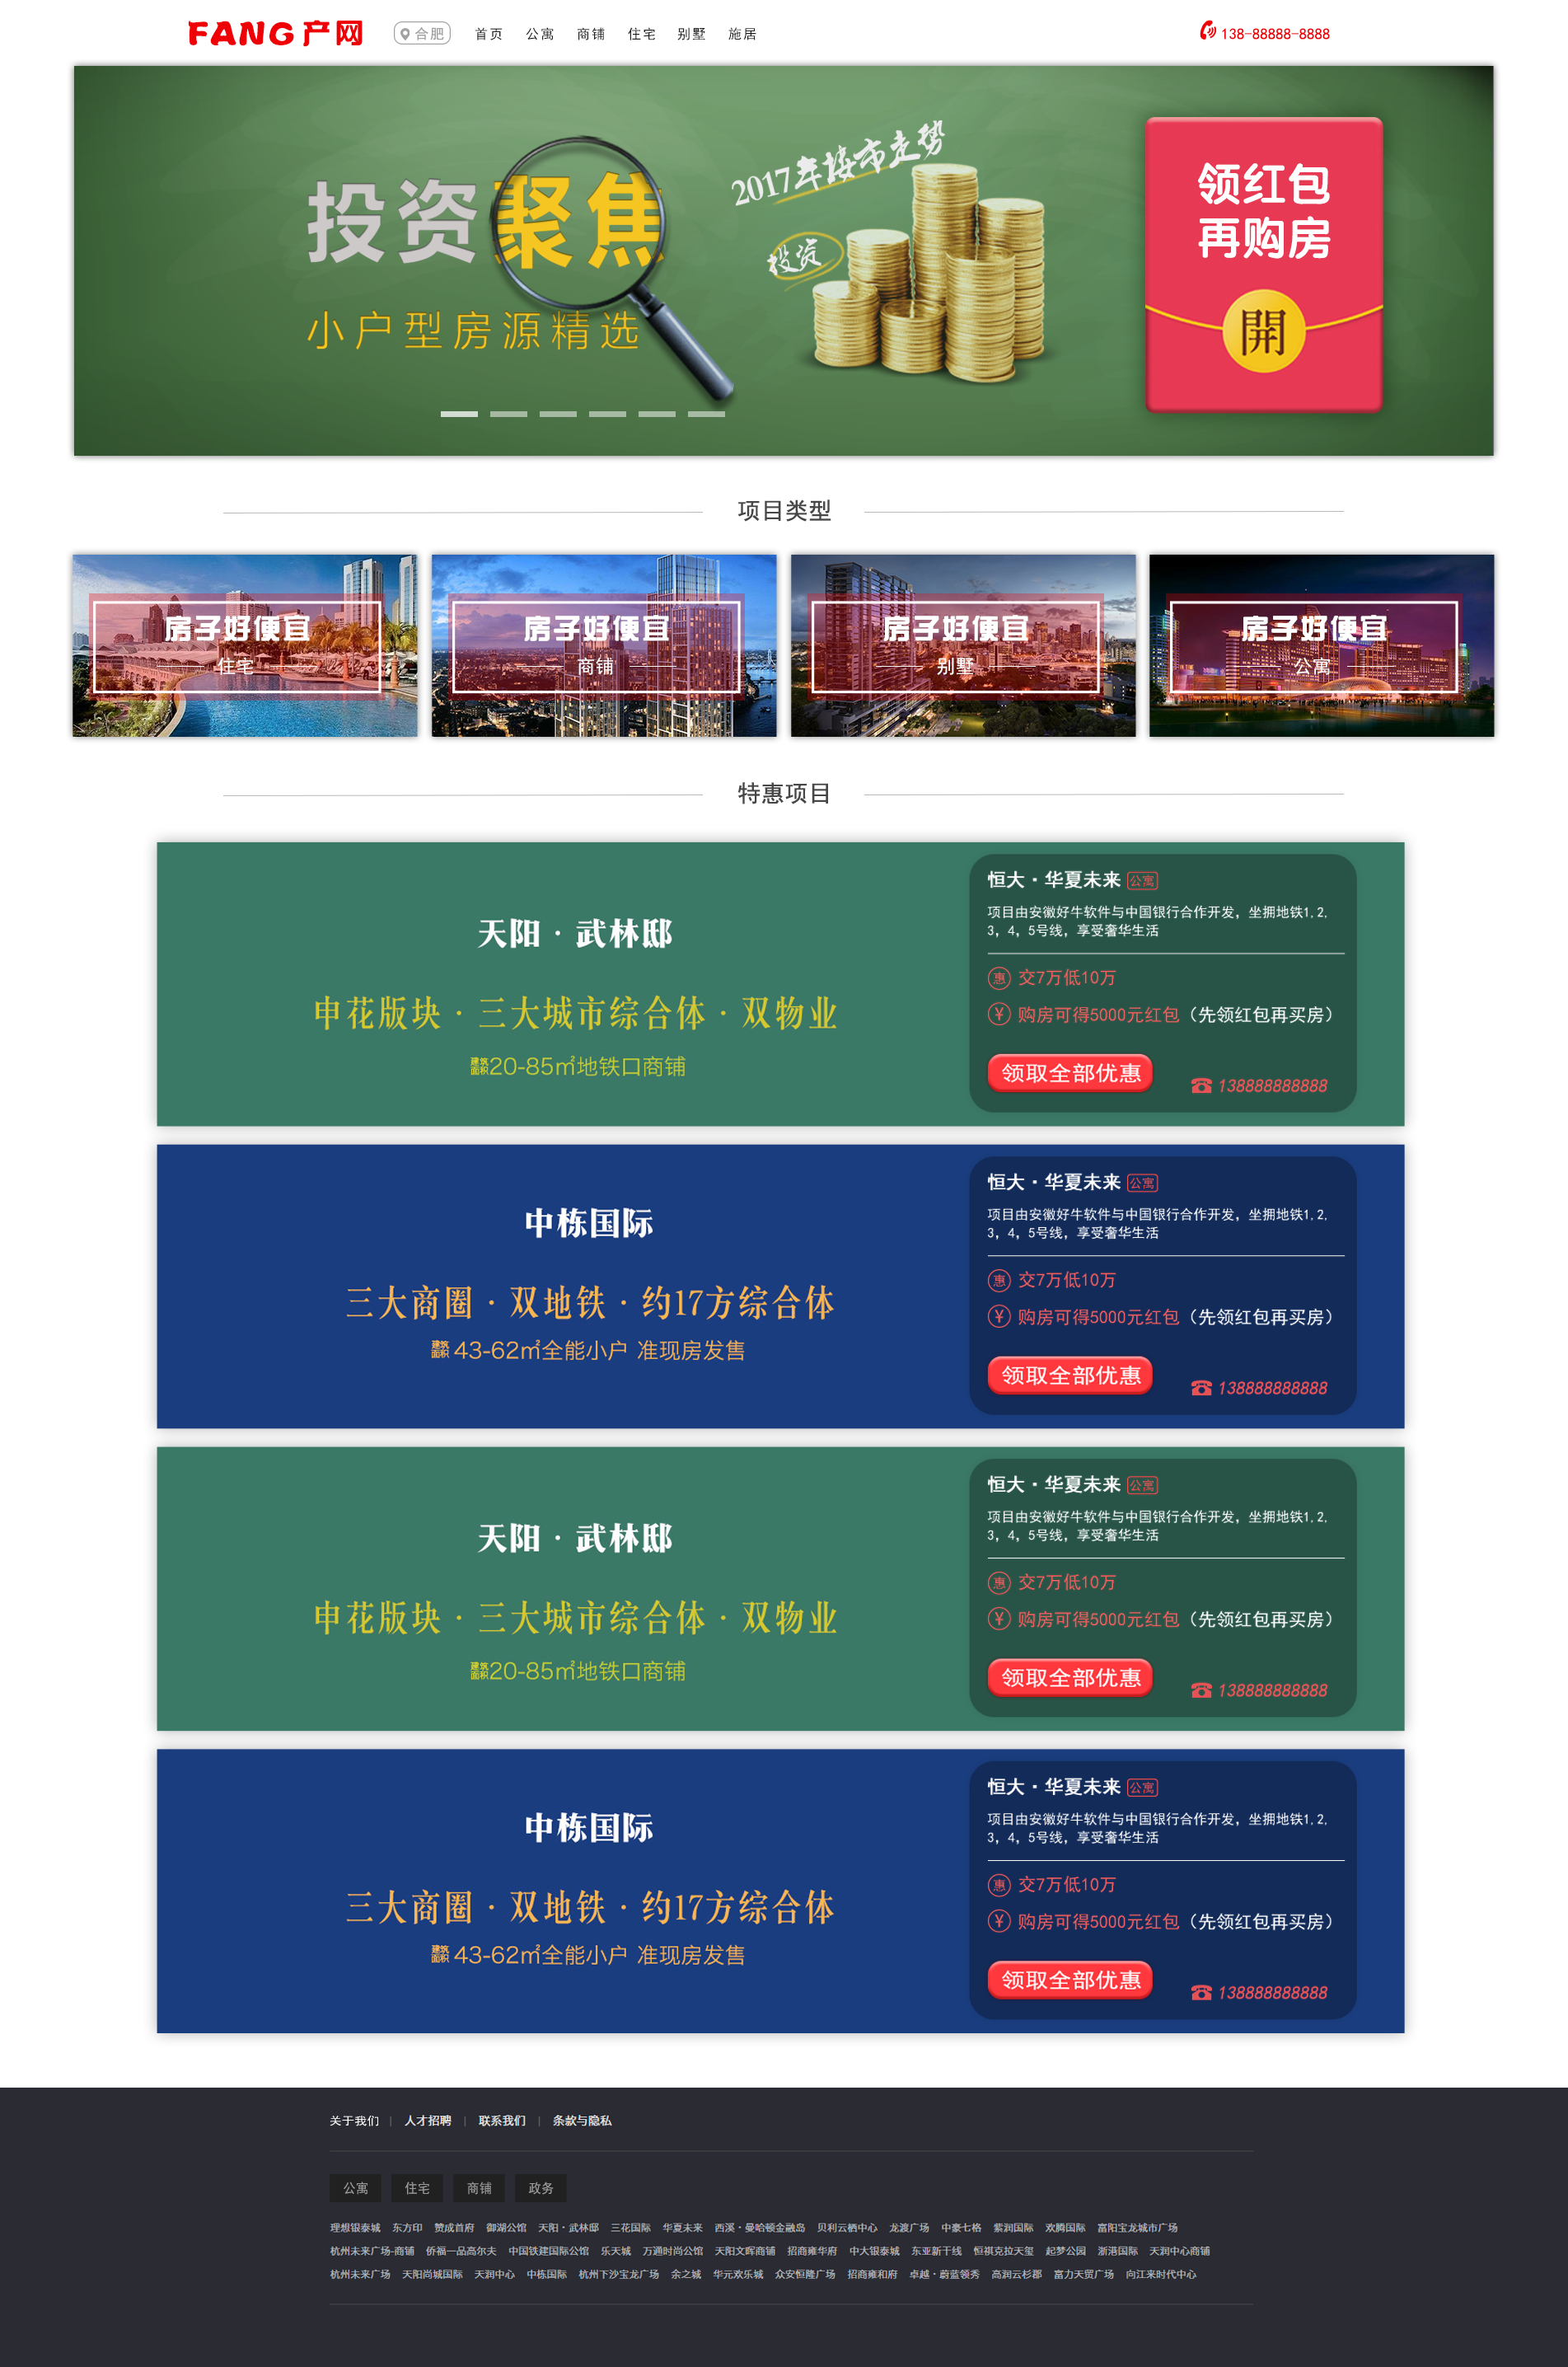 FANG产网
合肥 首页 公寓 商铺 住宅 别墅 施居
138-88888-8888
投资聚焦
小户型房源精选
2017年楼市走势
投资
领红包
再购房
開
项目类型
房子好便宜
住宅
房子好便宜
商铺
房子好便宜
别墅
房子好便宜
公寓
特惠项目
天阳·武林邸
申花版块·三大城市综合体·双物业
建筑面积20-85㎡地铁口商铺
恒大·华夏未来 公寓
项目由安徽好牛软件与中国银行合作开发，坐拥地铁1,2,
3，4，5号线，享受奢华生活
惠 交7万低10万
¥ 购房可得5000元红包（先领红包再买房）
领取全部优惠
138888888888
中栋国际
三大商圈·双地铁·约17方综合体
建筑面积43-62㎡全能小户 准现房发售
恒大·华夏未来 公寓
项目由安徽好牛软件与中国银行合作开发，坐拥地铁1,2,
3，4，5号线，享受奢华生活
惠 交7万低10万
¥ 购房可得5000元红包（先领红包再买房）
领取全部优惠
138888888888
天阳·武林邸
申花版块·三大城市综合体·双物业
建筑面积20-85㎡地铁口商铺
恒大·华夏未来 公寓
项目由安徽好牛软件与中国银行合作开发，坐拥地铁1,2,
3，4，5号线，享受奢华生活
惠 交7万低10万
¥ 购房可得5000元红包（先领红包再买房）
领取全部优惠
138888888888
中栋国际
三大商圈·双地铁·约17方综合体
建筑面积43-62㎡全能小户 准现房发售
恒大·华夏未来 公寓
项目由安徽好牛软件与中国银行合作开发，坐拥地铁1,2,
3，4，5号线，享受奢华生活
惠 交7万低10万
¥ 购房可得5000元红包（先领红包再买房）
领取全部优惠
138888888888
关于我们 | 人才招聘 | 联系我们 | 条款与隐私
公寓 住宅 商铺 政务
理想银泰城 东方印 赞成首府 御湖公馆 天阳·武林邸 三花国际 华夏未来 西溪·曼哈顿金融岛 贝利云栖中心 龙渡广场 中豪七格 紫润国际 欢腾国际 富阳宝龙城市广场
杭州未来广场-商铺 侨福一品高尔夫 中国铁建国际公馆 乐天城 万通时尚公馆 天阳文晖商铺 招商雍华府 中大银泰城 东亚新干线 恒祺克拉天玺 起梦公园 浙港国际 天润中心商铺
杭州未来广场 天阳尚城国际 天润中心 中栋国际 杭州下沙宝龙广场 余之城 华元欢乐城 众安恒隆广场 招商雍和府 卓越·蔚蓝领秀 高润云杉郡 富力天贸广场 向江来时代中心